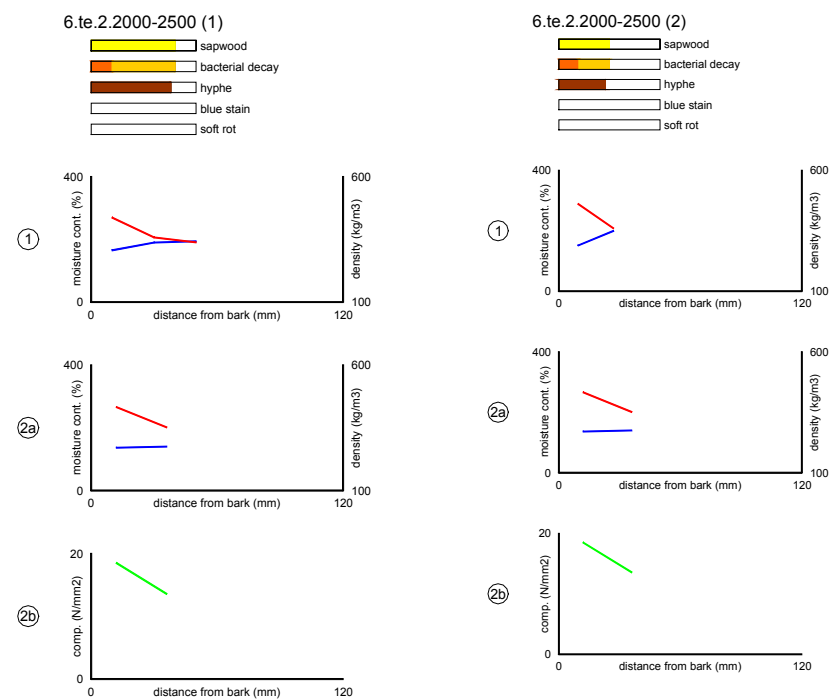 6.te.2.2000-2500 (1)
sapwood
bacterial decay
hyphe
blue stain
soft rot
1
400
moisture cont. (%)
0
0
distance from bark (mm)
120
600
density (kg/m3)
100
2a
400
moisture cont. (%)
0
0
distance from bark (mm)
120
600
density (kg/m3)
100
2b
20
comp. (N/mm2)
0
0
distance from bark (mm)
120
6.te.2.2000-2500 (2)
sapwood
bacterial decay
hyphe
blue stain
soft rot
1
400
moisture cont. (%)
0
0
distance from bark (mm)
120
600
density (kg/m3)
100
2a
400
moisture cont. (%)
0
0
distance from bark (mm)
120
600
density (kg/m3)
100
2b
20
comp. (N/mm2)
0
0
distance from bark (mm)
120